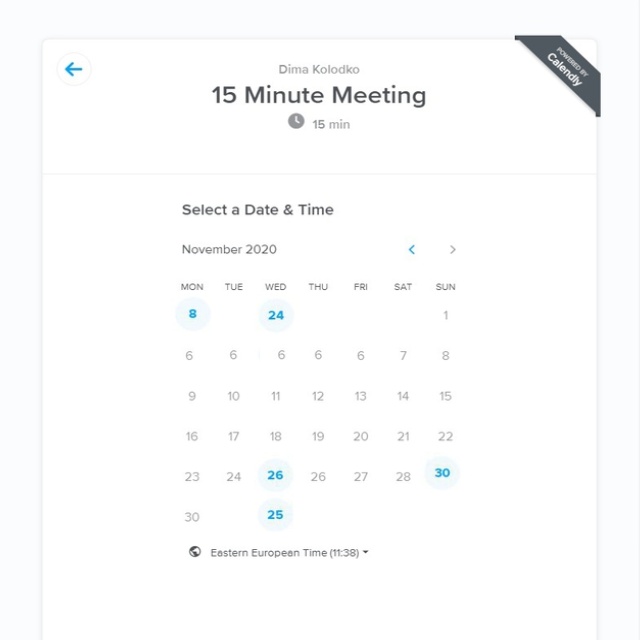 POWERED BY
Calendly
Dima Kolodko
15 Minute Meeting
15 min
Select a Date & Time
November 2020
MON TUE WED THU FRI SAT SUN
8 24 1
6 6 6 6 6 7 8
9 10 11 12 13 14 15
16 17 18 19 20 21 22
23 24 26 26 27 28 30
30 25
Eastern European Time (11:38)